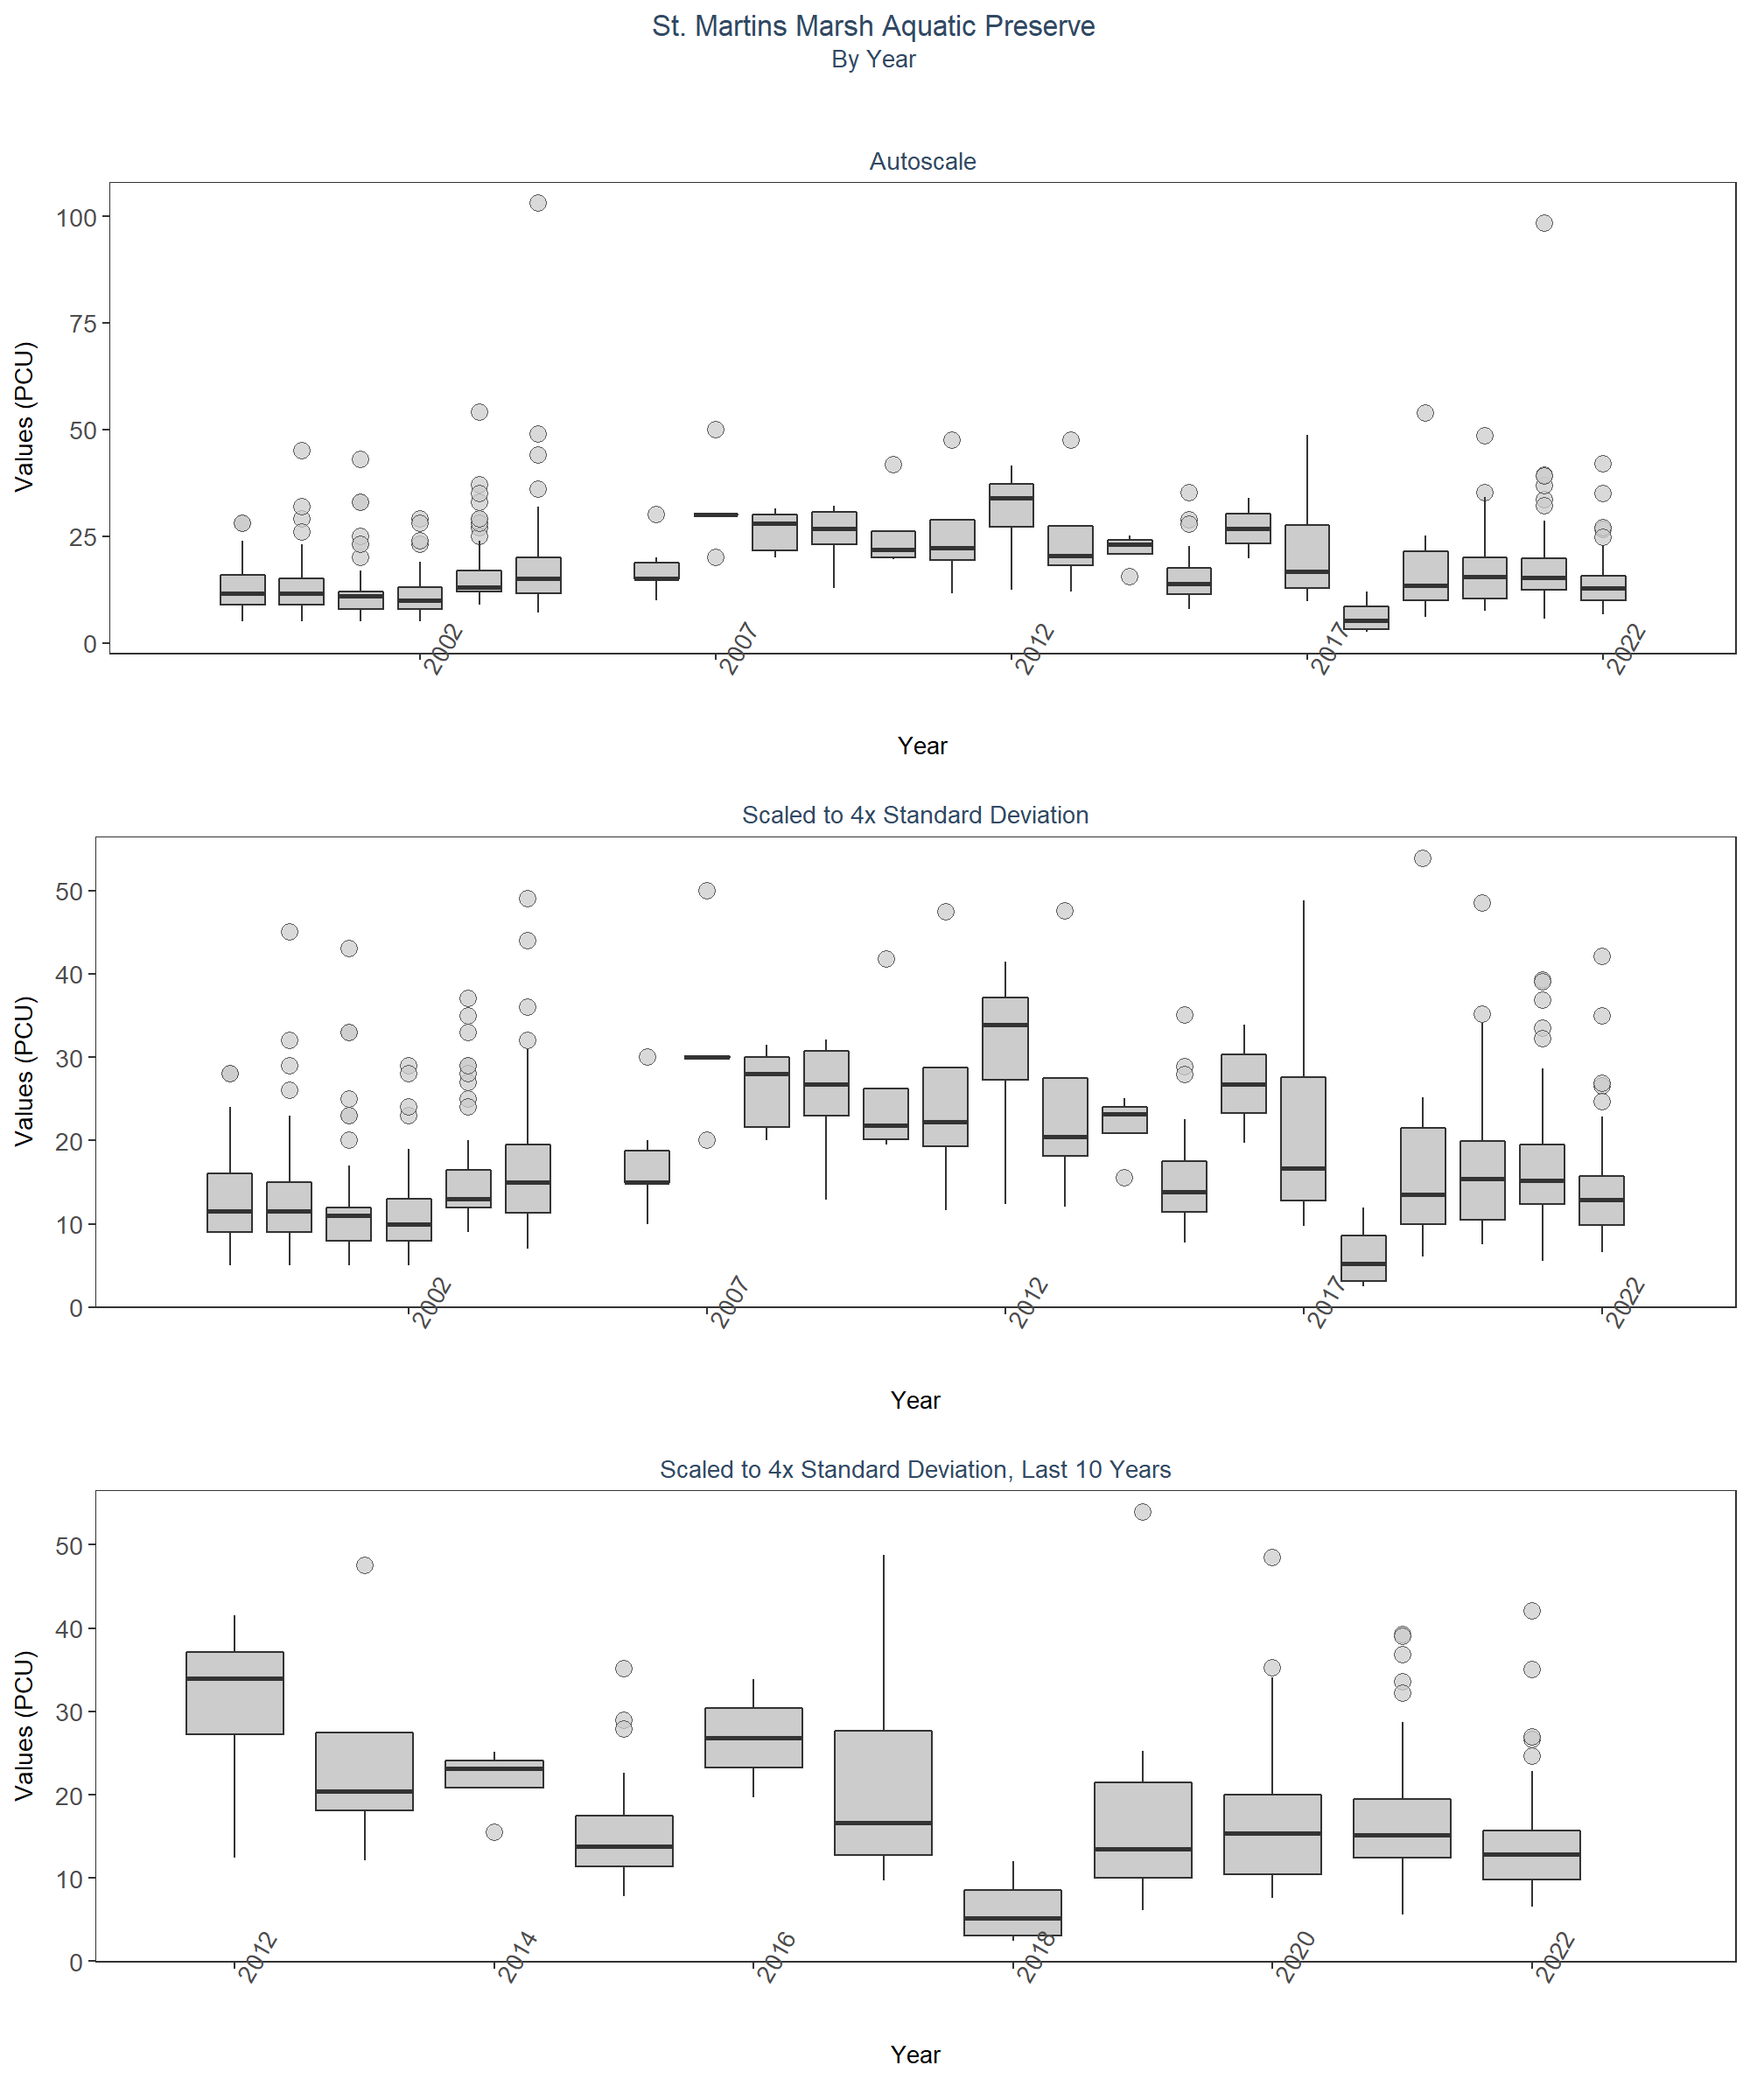 St. Martins Marsh Aquatic Preserve
By Year
Autoscale
Values (PCU)
100
75
50
25
0
2002 2007 2012 2017 2022
Year
Scaled to 4x Standard Deviation
Values (PCU)
50
40
30
20
10
0
2002 2007 2012 2017 2022
Year
Scaled to 4x Standard Deviation, Last 10 Years
Values (PCU)
50
40
30
20
10
0
2012 2014 2016 2018 2020 2022
Year